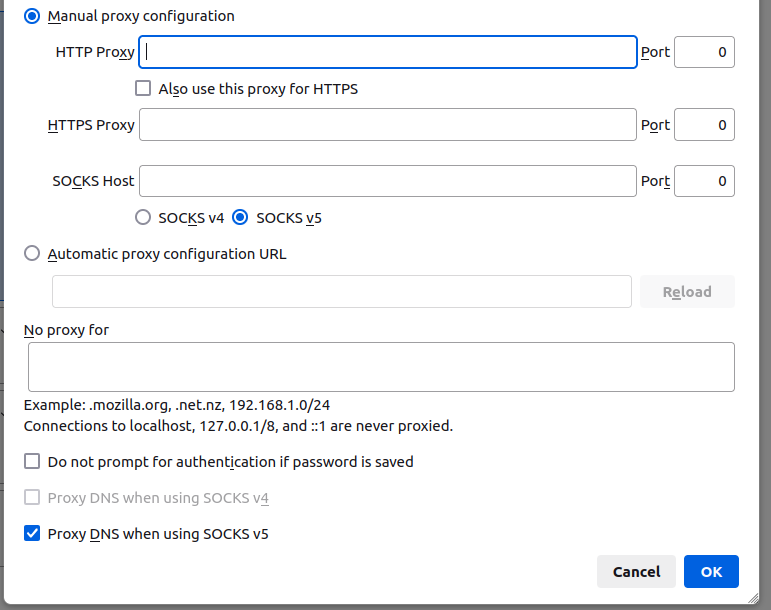 Manual proxy configuration
HTTP Proxy Port 0
Also use this proxy for HTTPS
HTTPS Proxy Port 0
SOCKS Host Port 0
SOCKS v4 SOCKS v5
Automatic proxy configuration URL
Reload
No proxy for
Example: .mozilla.org, .net.nz, 192.168.1.0/24
Connections to localhost, 127.0.0.1/8, and ::1 are never proxied.
Do not prompt for authentication if password is saved
Proxy DNS when using SOCKS v4
Proxy DNS when using SOCKS v5
Cancel OK